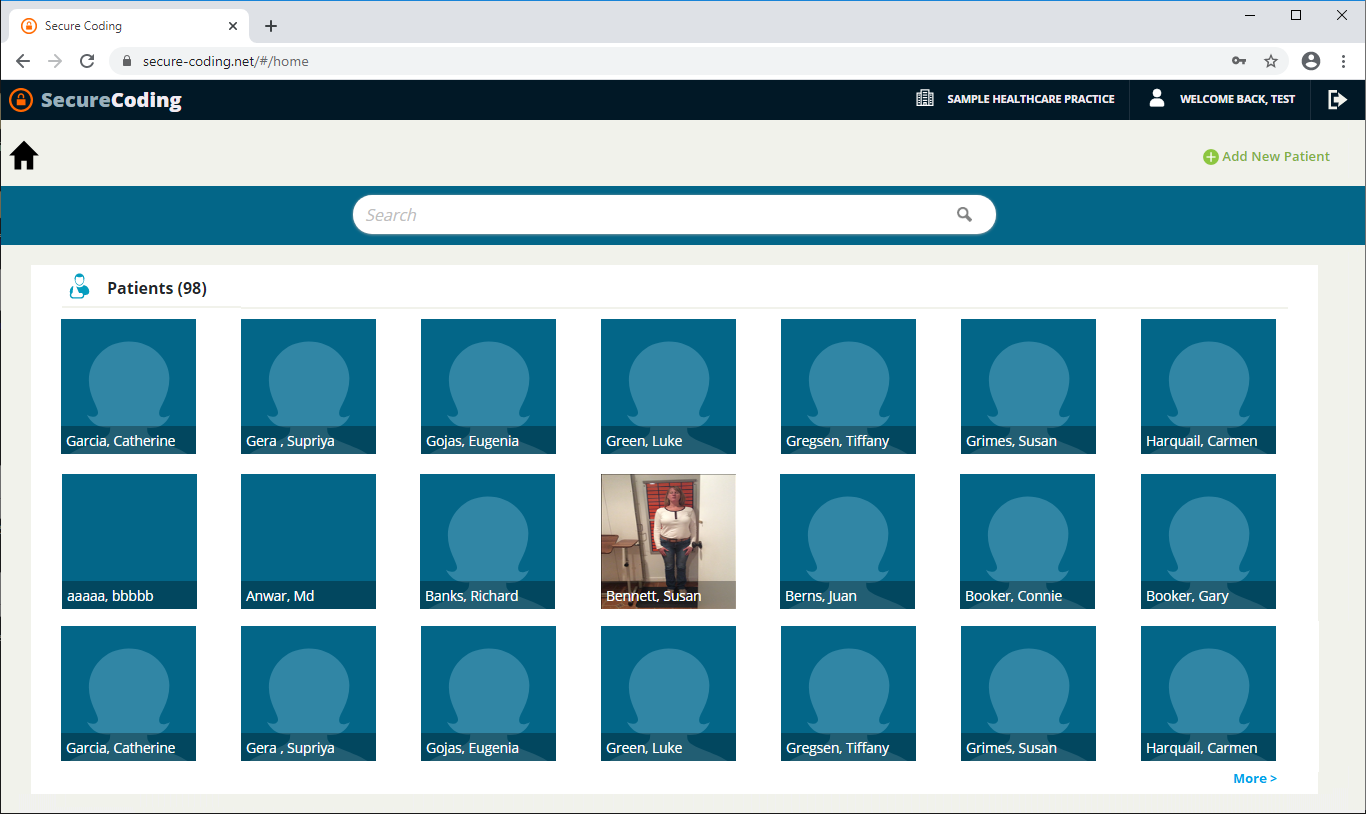 Secure Coding
secure-coding.net/#/home
SecureCoding
SAMPLE HEALTHCARE PRACTICE
WELCOME BACK, TEST
Add New Patient
Search
Patients (98)
Garcia, Catherine
Gera , Supriya
Gojas, Eugenia
Green, Luke
Gregsen, Tiffany
Grimes, Susan
Harquail, Carmen
aaaaa, bbbbb
Anwar, Md
Banks, Richard
Bennett, Susan
Berns, Juan
Booker, Connie
Booker, Gary
Garcia, Catherine
Gera , Supriya
Gojas, Eugenia
Green, Luke
Gregsen, Tiffany
Grimes, Susan
Harquail, Carmen
More >